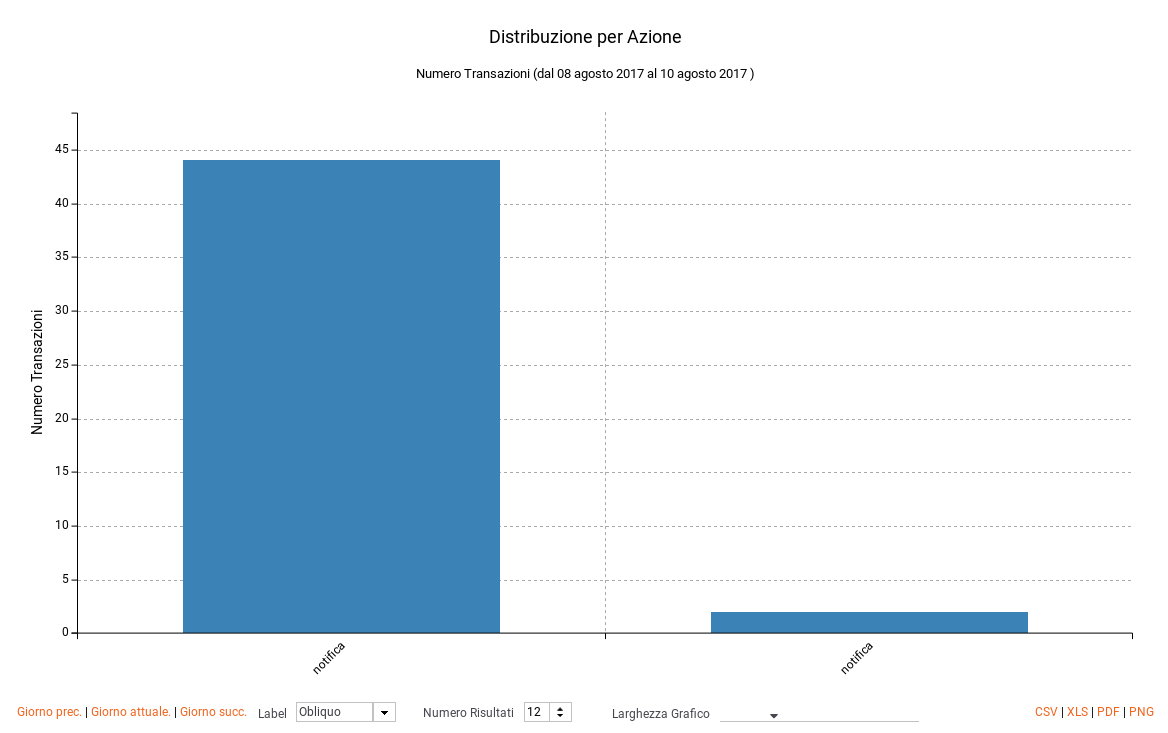 Distribuzione per Azione
Numero Transazioni (dal 08 agosto 2017 al 10 agosto 2017 )
Numero Transazioni
45
40
35
30
25
20
15
10
5
0
notifica
notifica
Giorno prec. | Giorno attuale. | Giorno succ. Label Obliquo Numero Risultati 12 Larghezza Grafico CSV | XLS | PDF | PNG